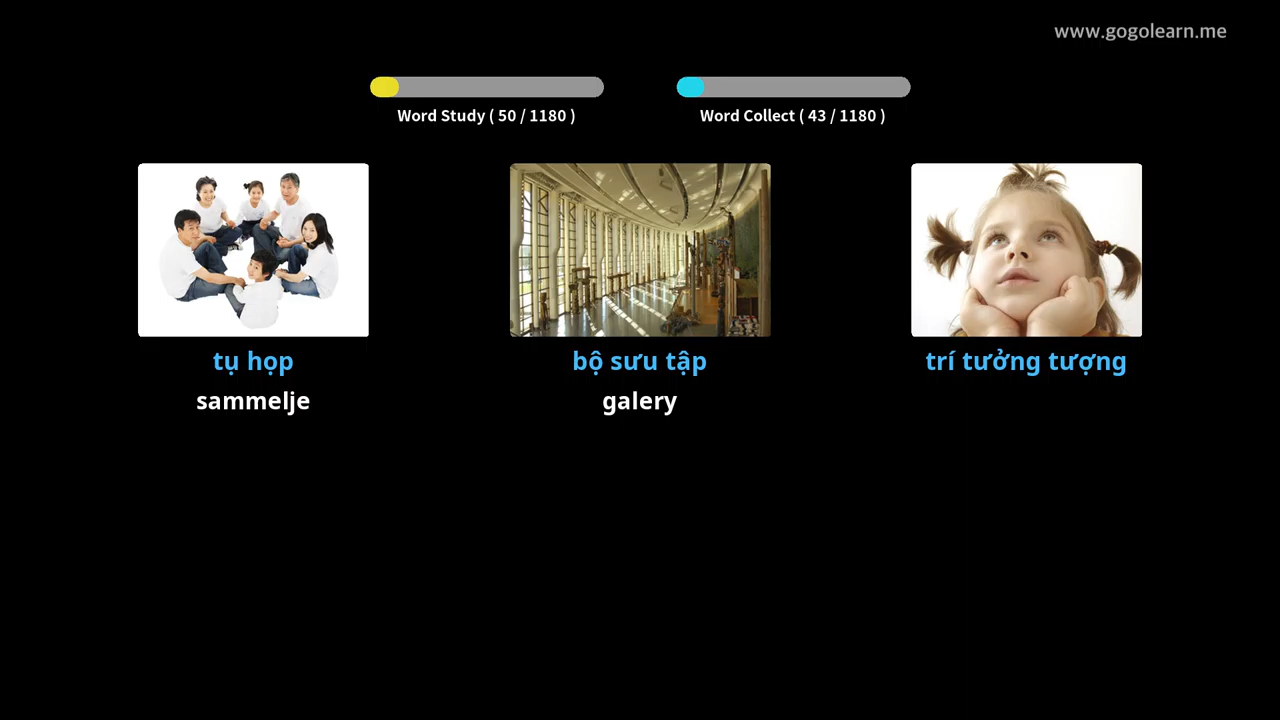 www.gogolearn.me
Word Study ( 50 / 1180 )
Word Collect ( 43 / 1180 )
tụ họp
bộ sưu tập
trí tưởng tượng
sammelje
galery